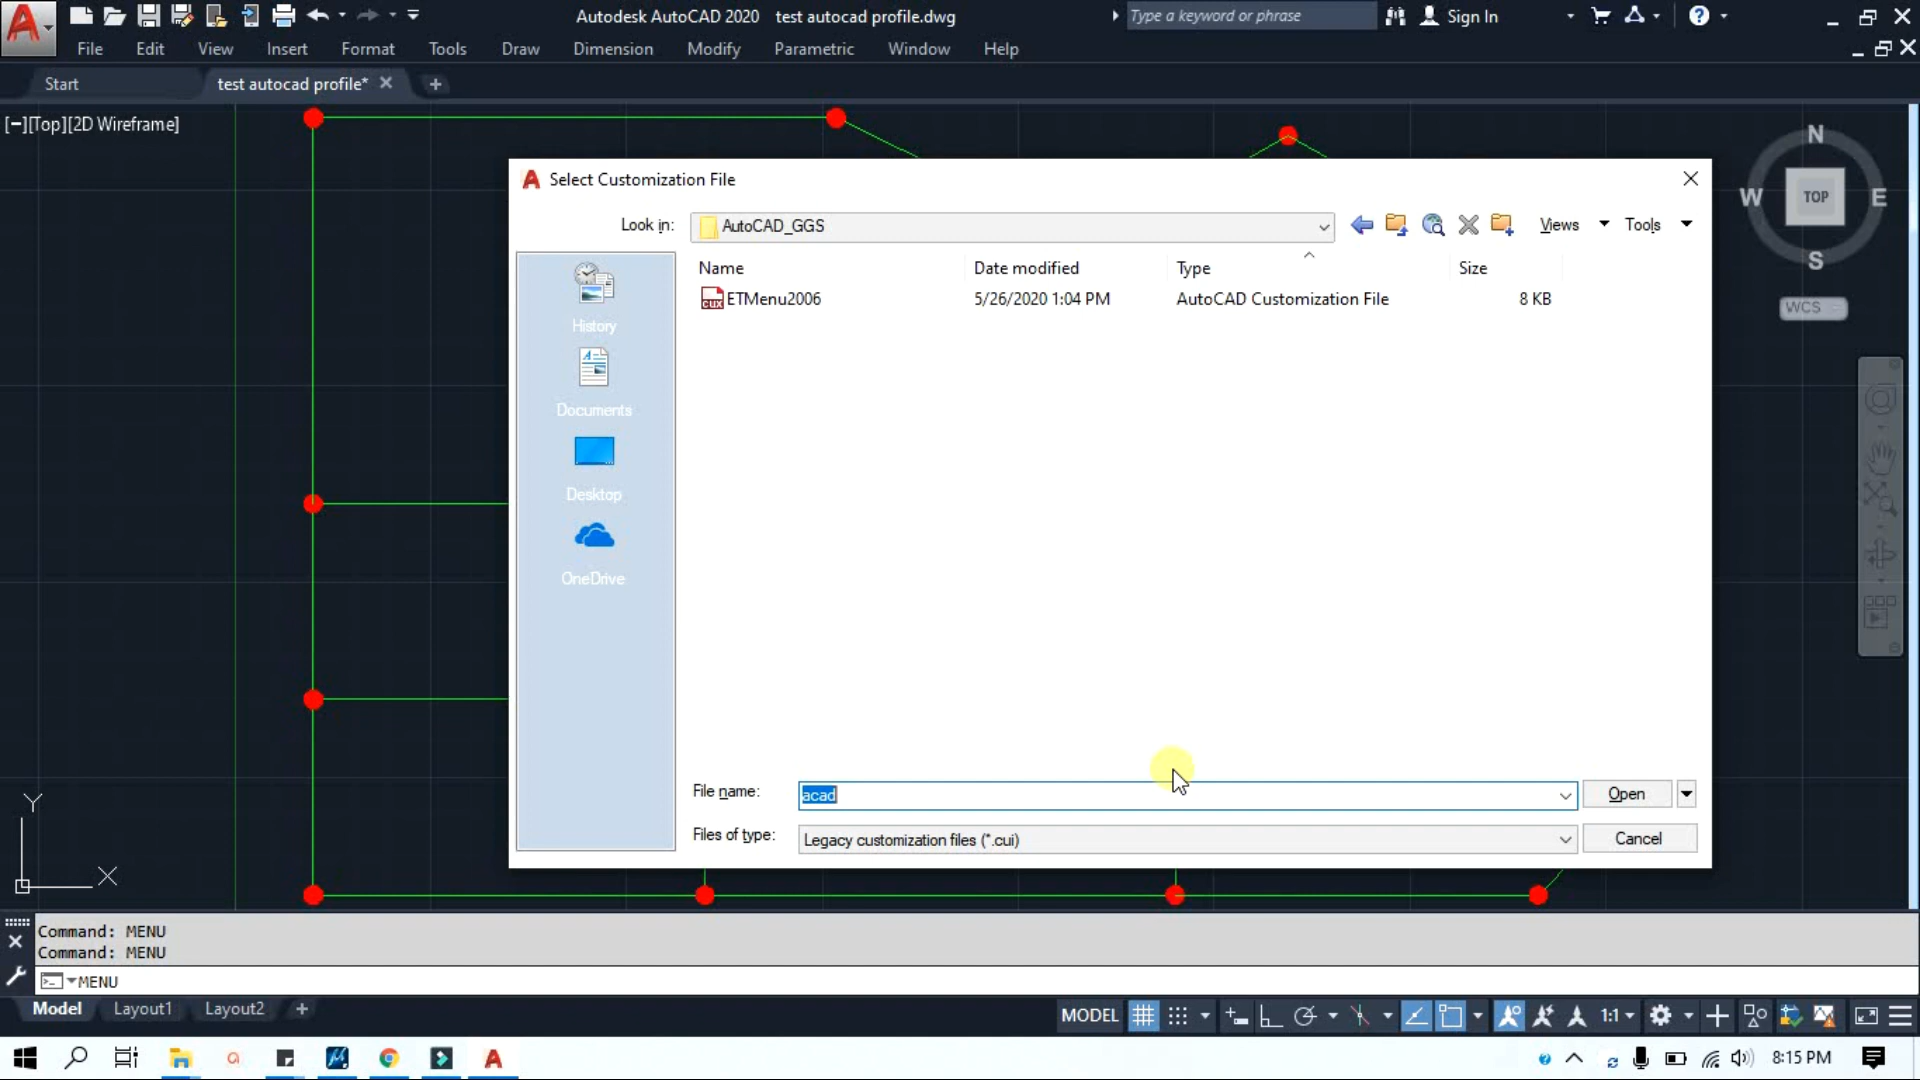 Autodesk AutoCAD 2020 test autocad profile.dwg
Type a keyword or phrase
Sign In
File Edit View Insert Format Tools Draw Dimension Modify Parametric Window Help
Start
test autocad profile*
[−][Top][2D Wireframe]
N
W TOP E
S
WCS
Select Customization File
Look in: AutoCAD_GGS
Views Tools
Name Date modified Type Size
CUIX ETMenu2006 5/26/2020 1:04 PM AutoCAD Customization File 8 KB
History
Documents
Desktop
OneDrive
File name: acad Open
Files of type: Legacy customization files (*.cui) Cancel
Y
X
Command: MENU
Command: MENU
MENU
Model Layout1 Layout2
MODEL 1:1
8:15 PM